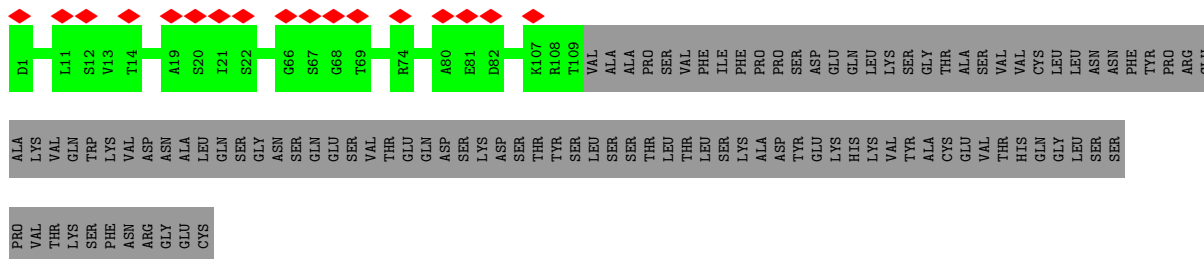 D1 L11 S12 V13 T14 A19 S20 I21 S22 G66 S67 G68 T69 R74 A80 E81 D82 K107 R108 T109 VAL ALA ALA PRO SER VAL PHE ILE PHE PRO PRO SER ASP GLU GLN LEU LYS SER GLY THR ALA SER VAL VAL CYS LEU LEU ASN ASN PHE TYR PRO ARG GLU
ALA LYS VAL GLN TRP LYS VAL ASP ASN ALA LEU GLN SER GLY ASN SER GLN GLU SER VAL THR GLU GLN ASP SER LYS ASP SER THR TYR SER LEU SER SER THR LEU THR LEU SER LYS ALA ASP TYR GLU LYS HIS LYS VAL TYR ALA CYS GLU VAL THR HIS GLN GLY LEU SER SER
PRO VAL THR LYS SER PHE ASN ARG GLY GLU CYS